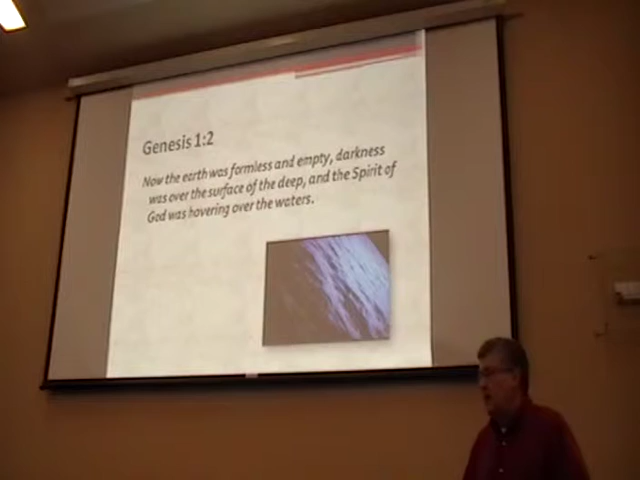 Genesis 1:2
Now the earth was formless and empty, darkness
was over the surface of the deep, and the Spirit of
God was hovering over the waters.